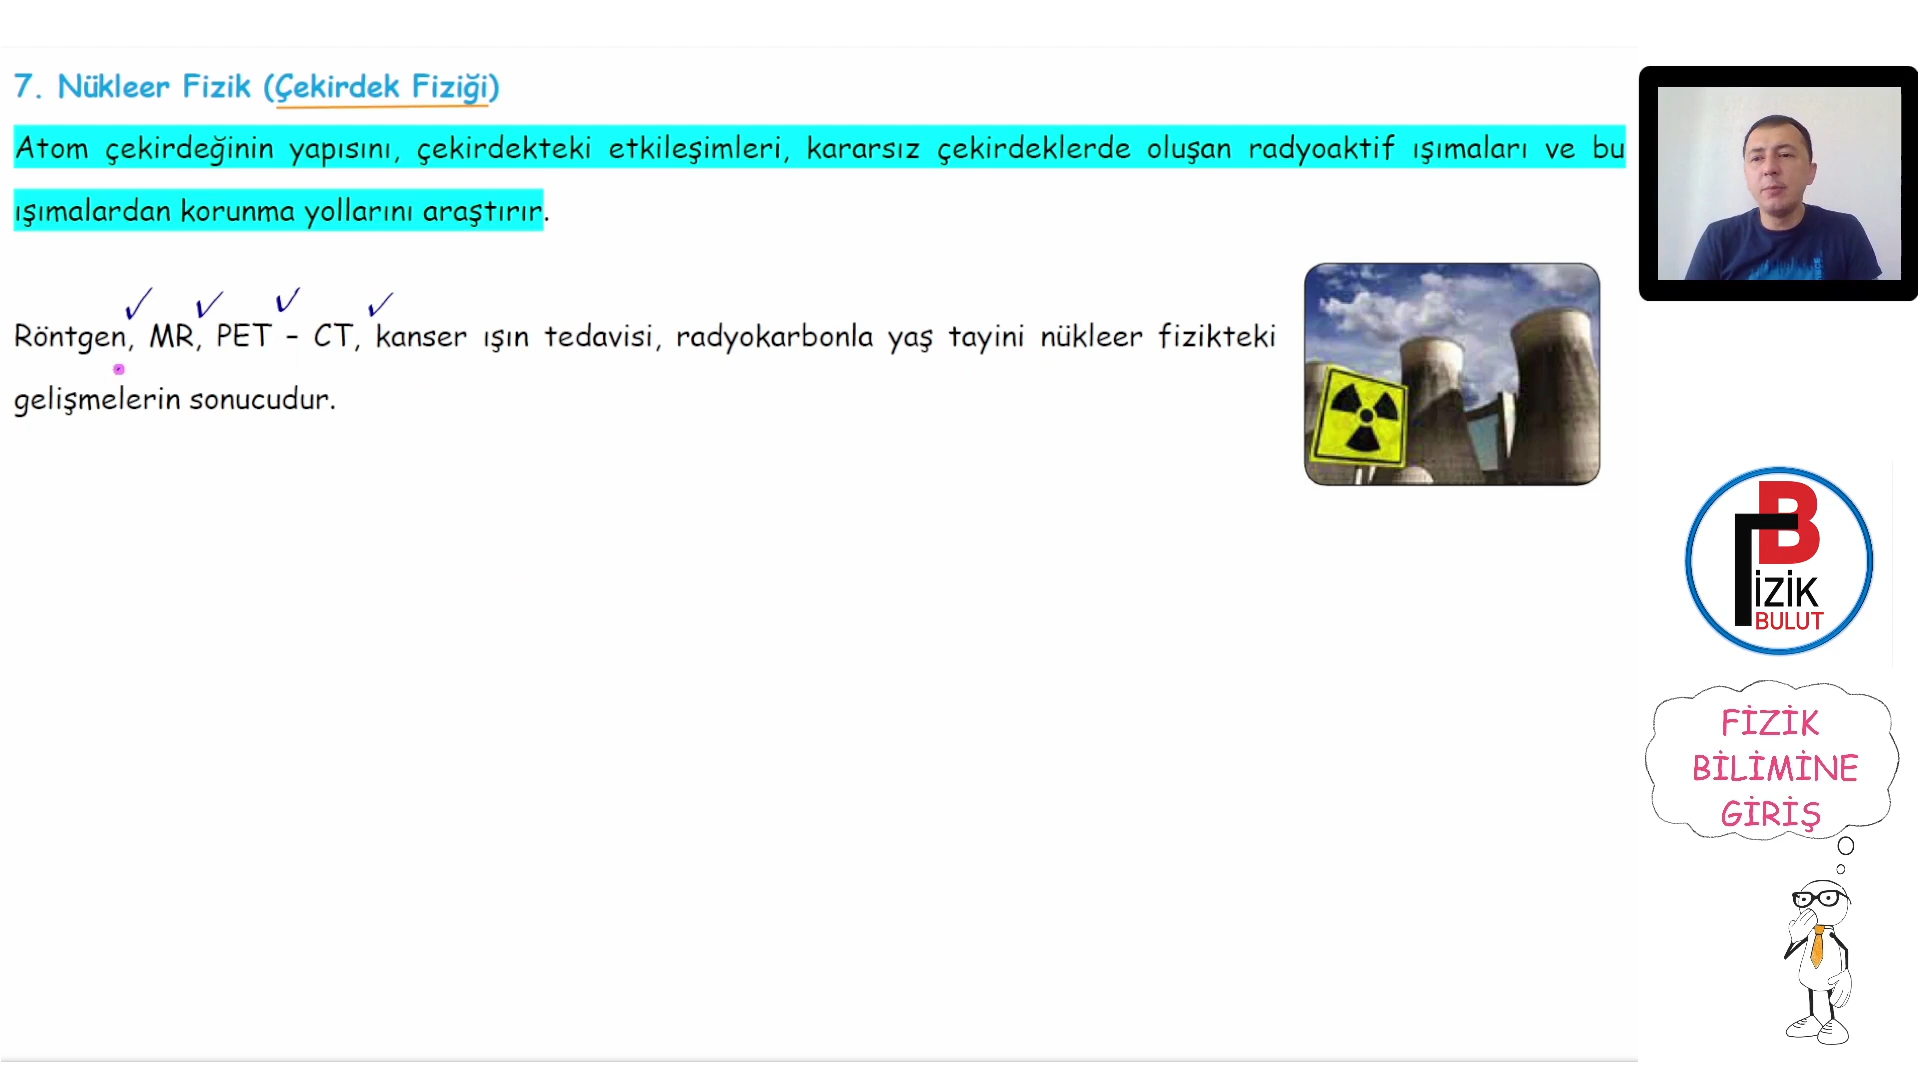 7. Nükleer Fizik (Çekirdek Fiziği)
Atom çekirdeğinin yapısını, çekirdekteki etkileşimleri, kararsız çekirdeklerde oluşan radyoaktif ışımaları ve bu
ışımalardan korunma yollarını araştırır.
Röntgen, MR, PET - CT, kanser ışın tedavisi, radyokarbonla yaş tayini nükleer fizikteki
gelişmelerin sonucudur.
B
FİZİK
BULUT
FİZİK
BİLİMİNE
GİRİŞ